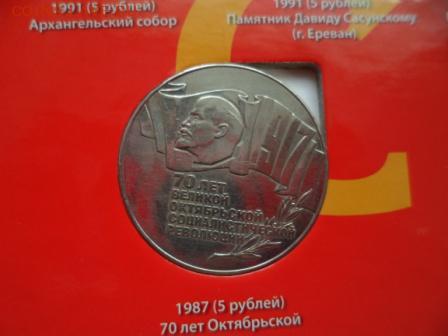 1991 (5 рублей)
Архангельский собор
1991 (5 рублей)
Памятник Давиду Сасунскому
(г. Ереван)
1917
70 ЛЕТ
ВЕЛИКОЙ
ОКТЯБРЬСКОЙ
СОЦИАЛИСТИЧЕСКОЙ
РЕВОЛЮЦИИ
1987 (5 рублей)
70 лет Октябрьской